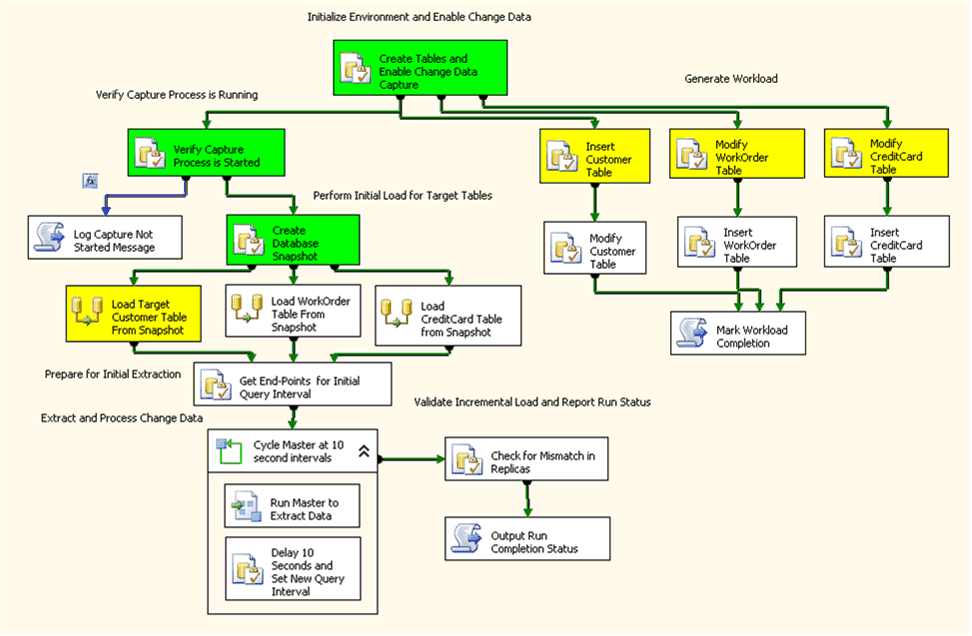 Initialize Environment and Enable Change Data
Create Tables and
Enable Change Data
Capture
Generate Workload
Verify Capture Process is Running
Verify Capture
Process is Started
Insert
Customer
Table
Modify
WorkOrder
Table
Modify
CreditCard
Table
fx
Perform Initial Load for Target Tables
Log Capture Not
Started Message
Create
Database
Snapshot
Modify
Customer
Table
Insert
WorkOrder
Table
Insert
CreditCard
Table
Load Target
Customer Table
From Snapshot
Load WorkOrder
Table From
Snapshot
Load
CreditCard Table
from Snapshot
Mark Workload
Completion
Prepare for Initial Extraction
Get End-Points for Initial
Query Interval
Extract and Process Change Data
Validate Incremental Load and Report Run Status
Cycle Master at 10
second intervals
Check for Mismatch in
Replicas
Run Master to
Extract Data
Output Run
Completion Status
Delay 10
Seconds and
Set New Query
Interval